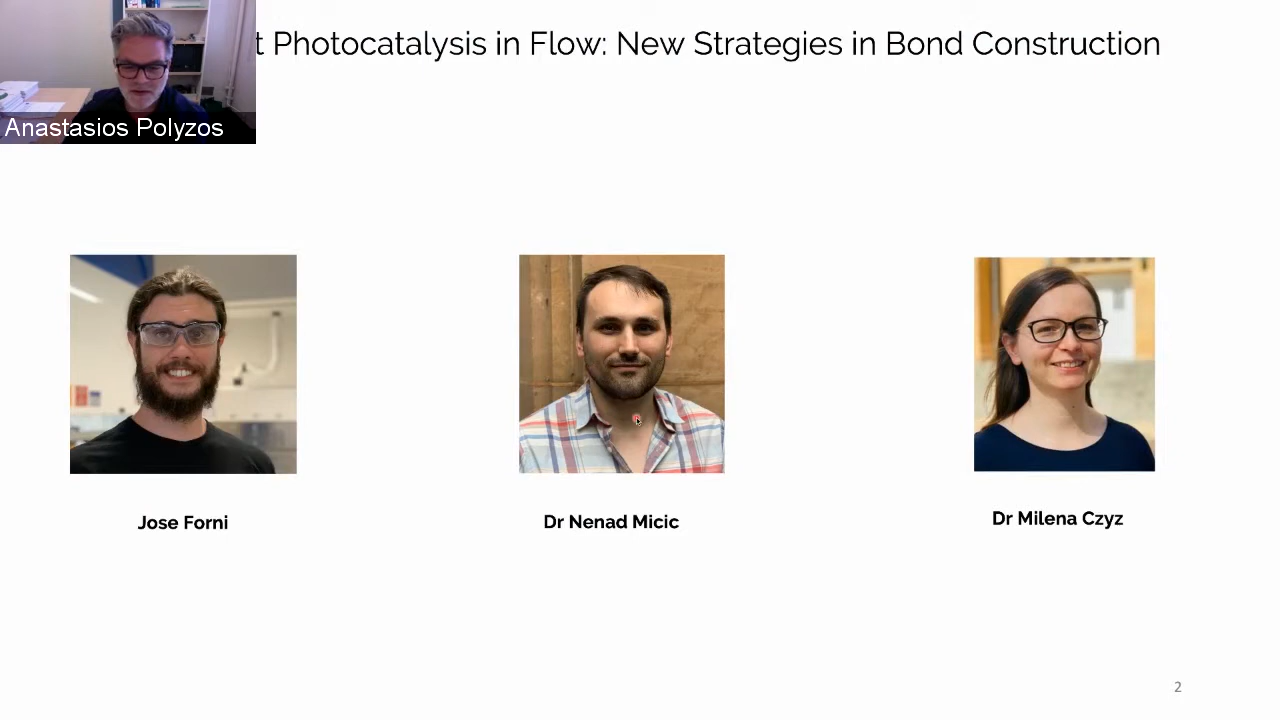 t Photocatalysis in Flow: New Strategies in Bond Construction
Anastasios Polyzos
Jose Forni
Dr Nenad Micic
Dr Milena Czyz
2